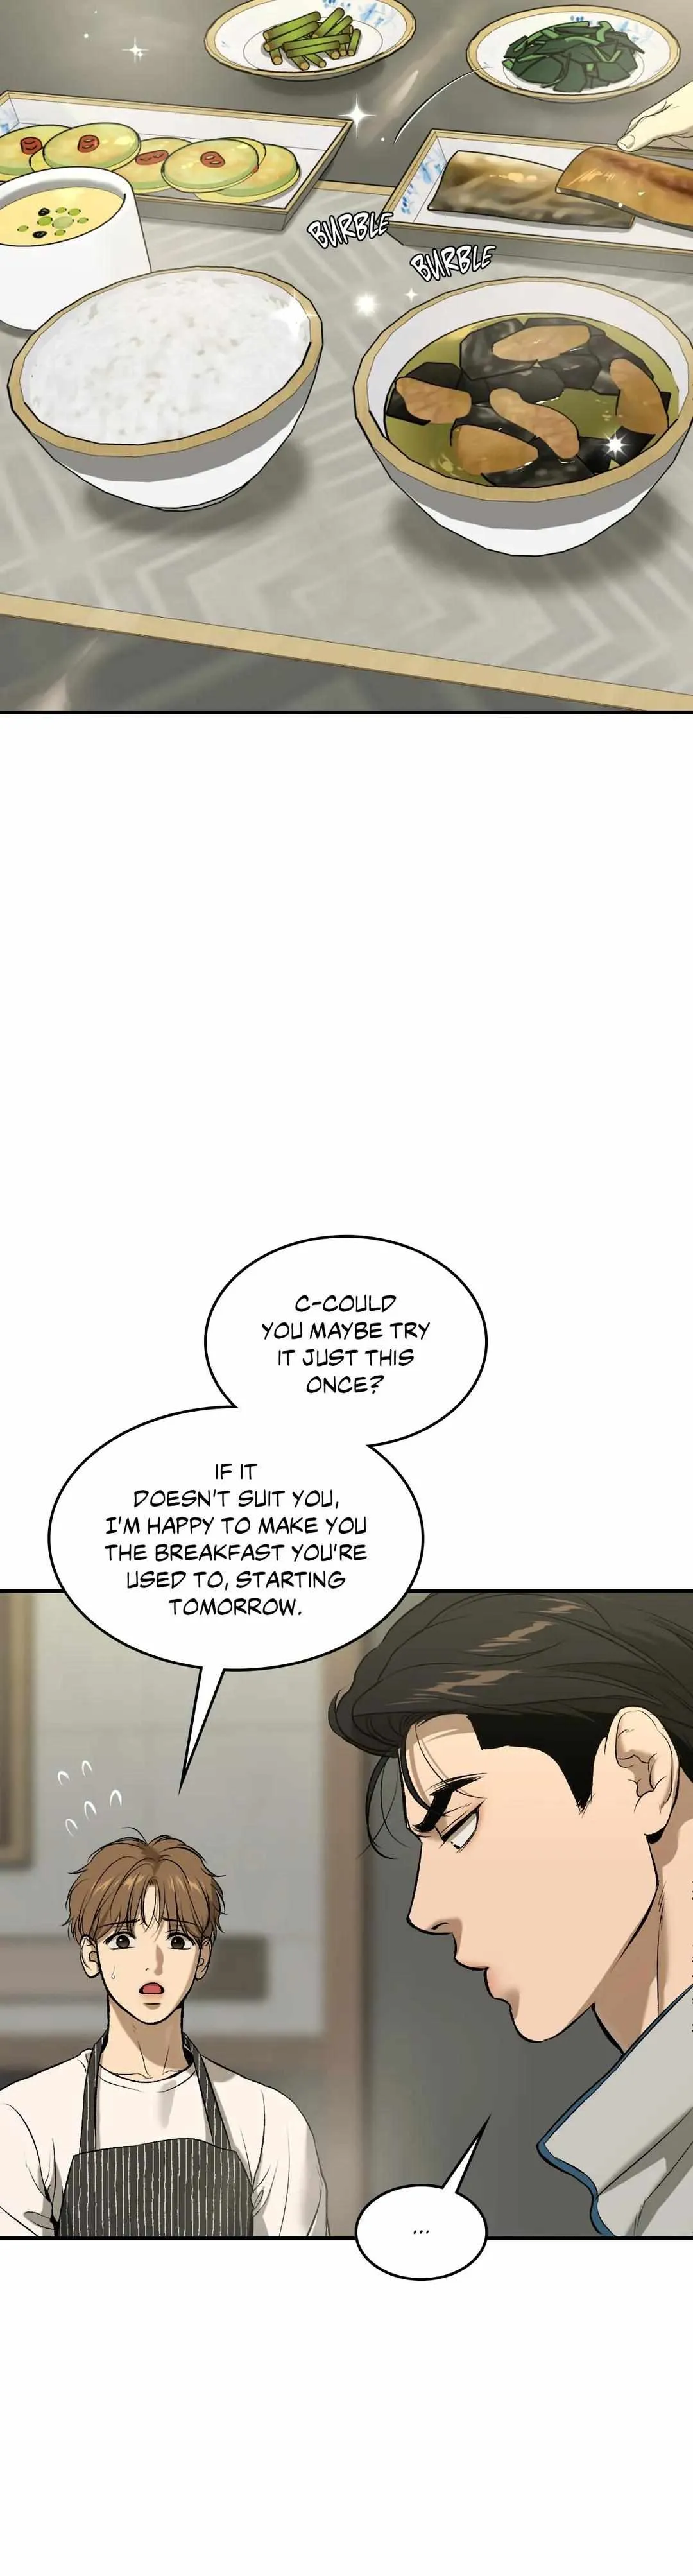 BURBLE
BURBLE
C-COULD
YOU MAYBE TRY
IT JUST THIS
ONCE?
IF IT
DOESN'T SUIT YOU,
I'M HAPPY TO MAKE YOU
THE BREAKFAST YOU'RE
USED TO, STARTING
TOMORROW.
...